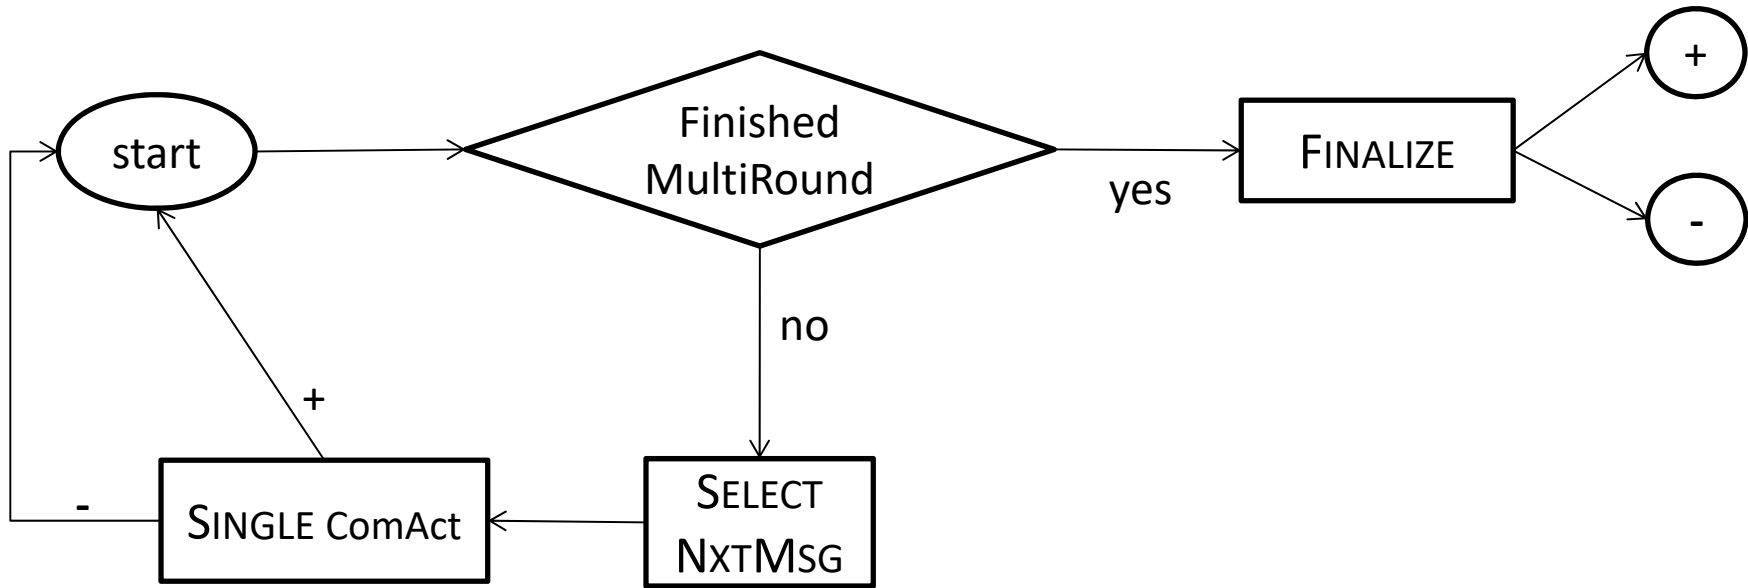 start
Finished
MultiRound
yes
FINALIZE
+
-
no
+
-
SINGLE ComAct
SELECT
NXTMSG